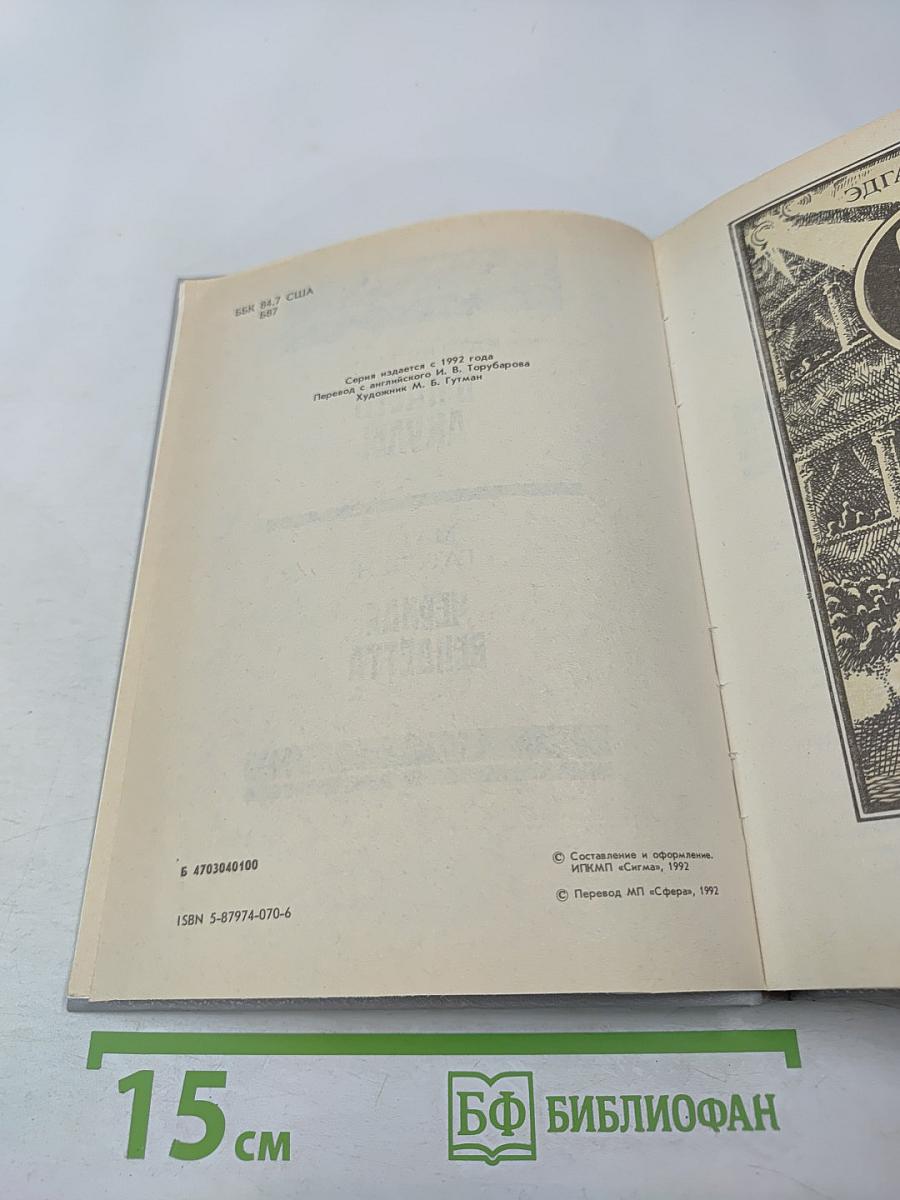 ББК 84.7 США
Б87
Серия издается с 1992 года
Перевод с английского И. В. Торубарова
Художник М. Б. Гутман
Б 4703040100
ISBN 5-87974-070-6
© Составление и оформление.
ИПКМП «Сигма», 1992
© Перевод МП «Сфера», 1992
ЭДГА
15 см
БФ БИБЛИОФАН